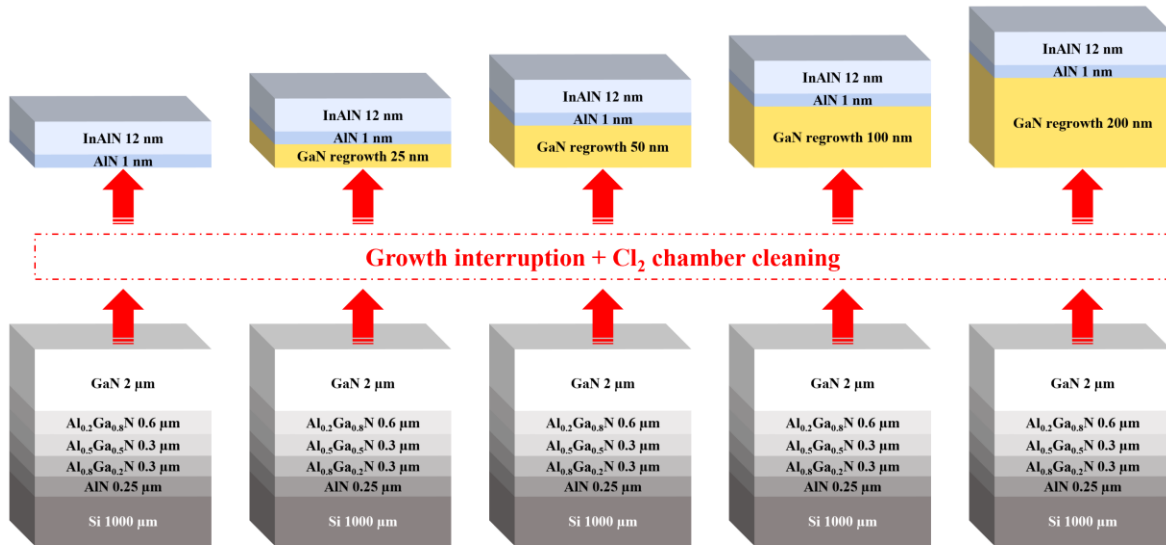 InAlN 12 nm
AlN 1 nm
InAlN 12 nm
AlN 1 nm
GaN regrowth 25 nm
InAlN 12 nm
AlN 1 nm
GaN regrowth 50 nm
InAlN 12 nm
AlN 1 nm
GaN regrowth 100 nm
InAlN 12 nm
AlN 1 nm
GaN regrowth 200 nm
Growth interruption + Cl₂ chamber cleaning
GaN 2 μm
Al₀.₂Ga₀.₈N 0.6 μm
Al₀.₅Ga₀.₅N 0.3 μm
Al₀.₈Ga₀.₂N 0.3 μm
AlN 0.25 μm
Si 1000 μm
GaN 2 μm
Al₀.₂Ga₀.₈N 0.6 μm
Al₀.₅Ga₀.₅N 0.3 μm
Al₀.₈Ga₀.₂N 0.3 μm
AlN 0.25 μm
Si 1000 μm
GaN 2 μm
Al₀.₂Ga₀.₈N 0.6 μm
Al₀.₅Ga₀.₅N 0.3 μm
Al₀.₈Ga₀.₂N 0.3 μm
AlN 0.25 μm
Si 1000 μm
GaN 2 μm
Al₀.₂Ga₀.₈N 0.6 μm
Al₀.₅Ga₀.₅N 0.3 μm
Al₀.₈Ga₀.₂N 0.3 μm
AlN 0.25 μm
Si 1000 μm
GaN 2 μm
Al₀.₂Ga₀.₈N 0.6 μm
Al₀.₅Ga₀.₅N 0.3 μm
Al₀.₈Ga₀.₂N 0.3 μm
AlN 0.25 μm
Si 1000 μm